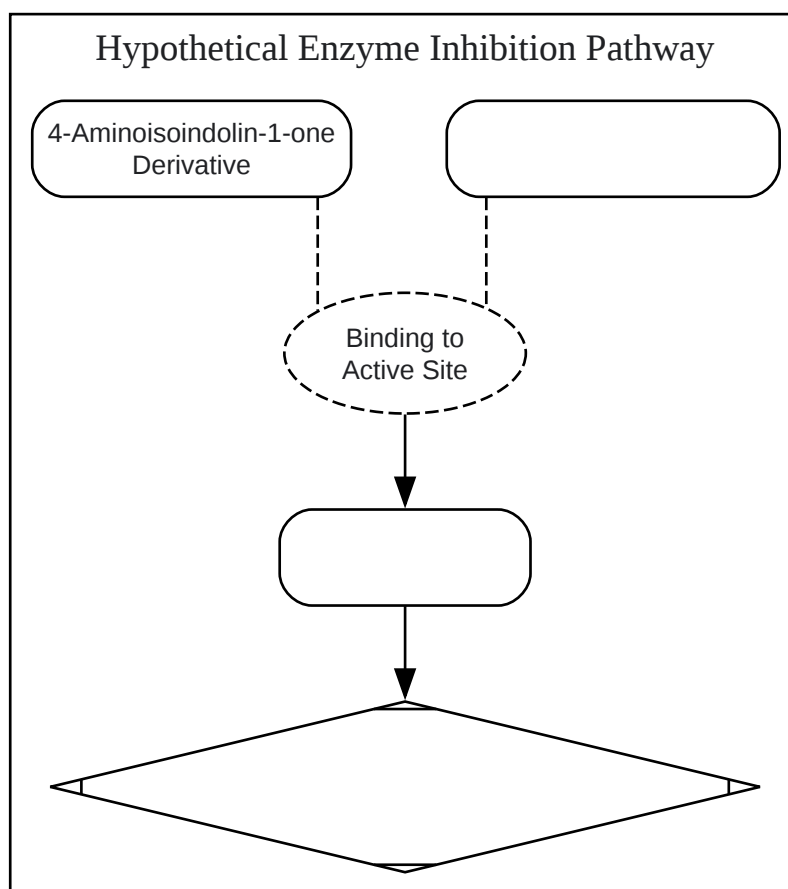 Hypothetical Enzyme Inhibition Pathway
4-Aminoisoindolin-1-one
Derivative
Binding to
Active Site